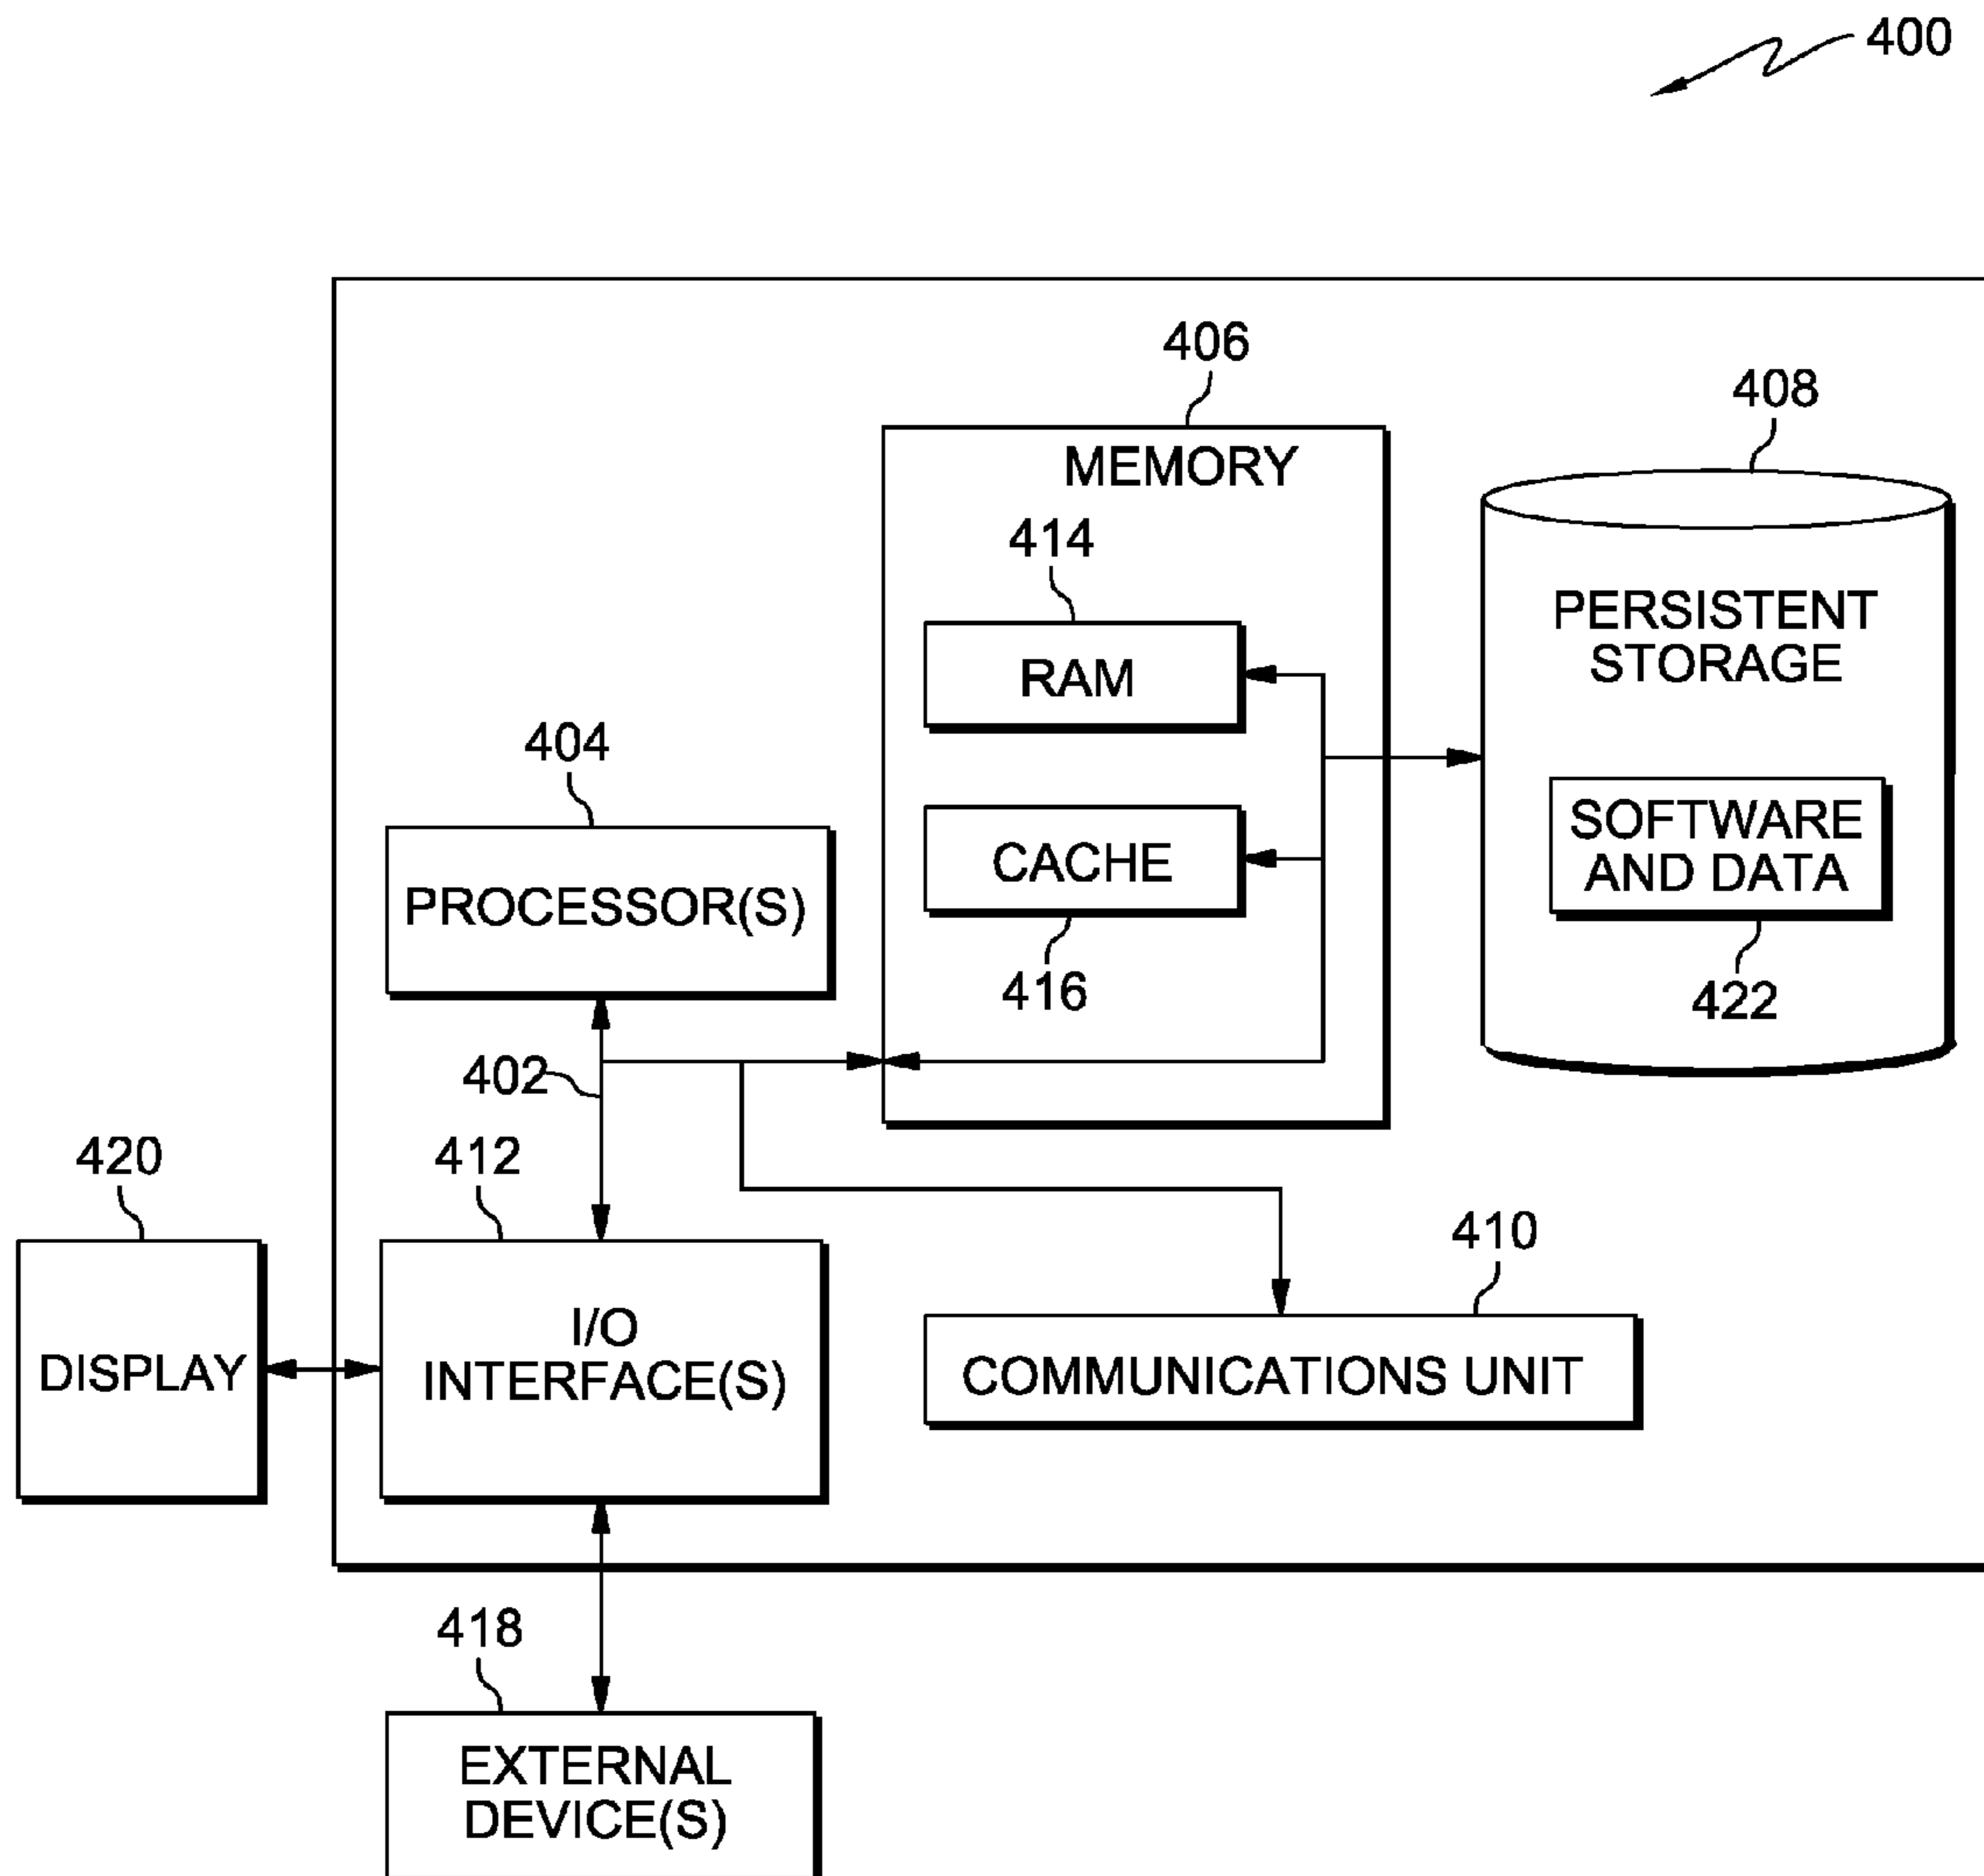 400
406
408
MEMORY
414
PERSISTENT
STORAGE
RAM
404
SOFTWARE
AND DATA
CACHE
PROCESSOR(S)
416
422
402
420
412
410
I/O
INTERFACE(S)
DISPLAY
COMMUNICATIONS UNIT
418
EXTERNAL
DEVICE(S)